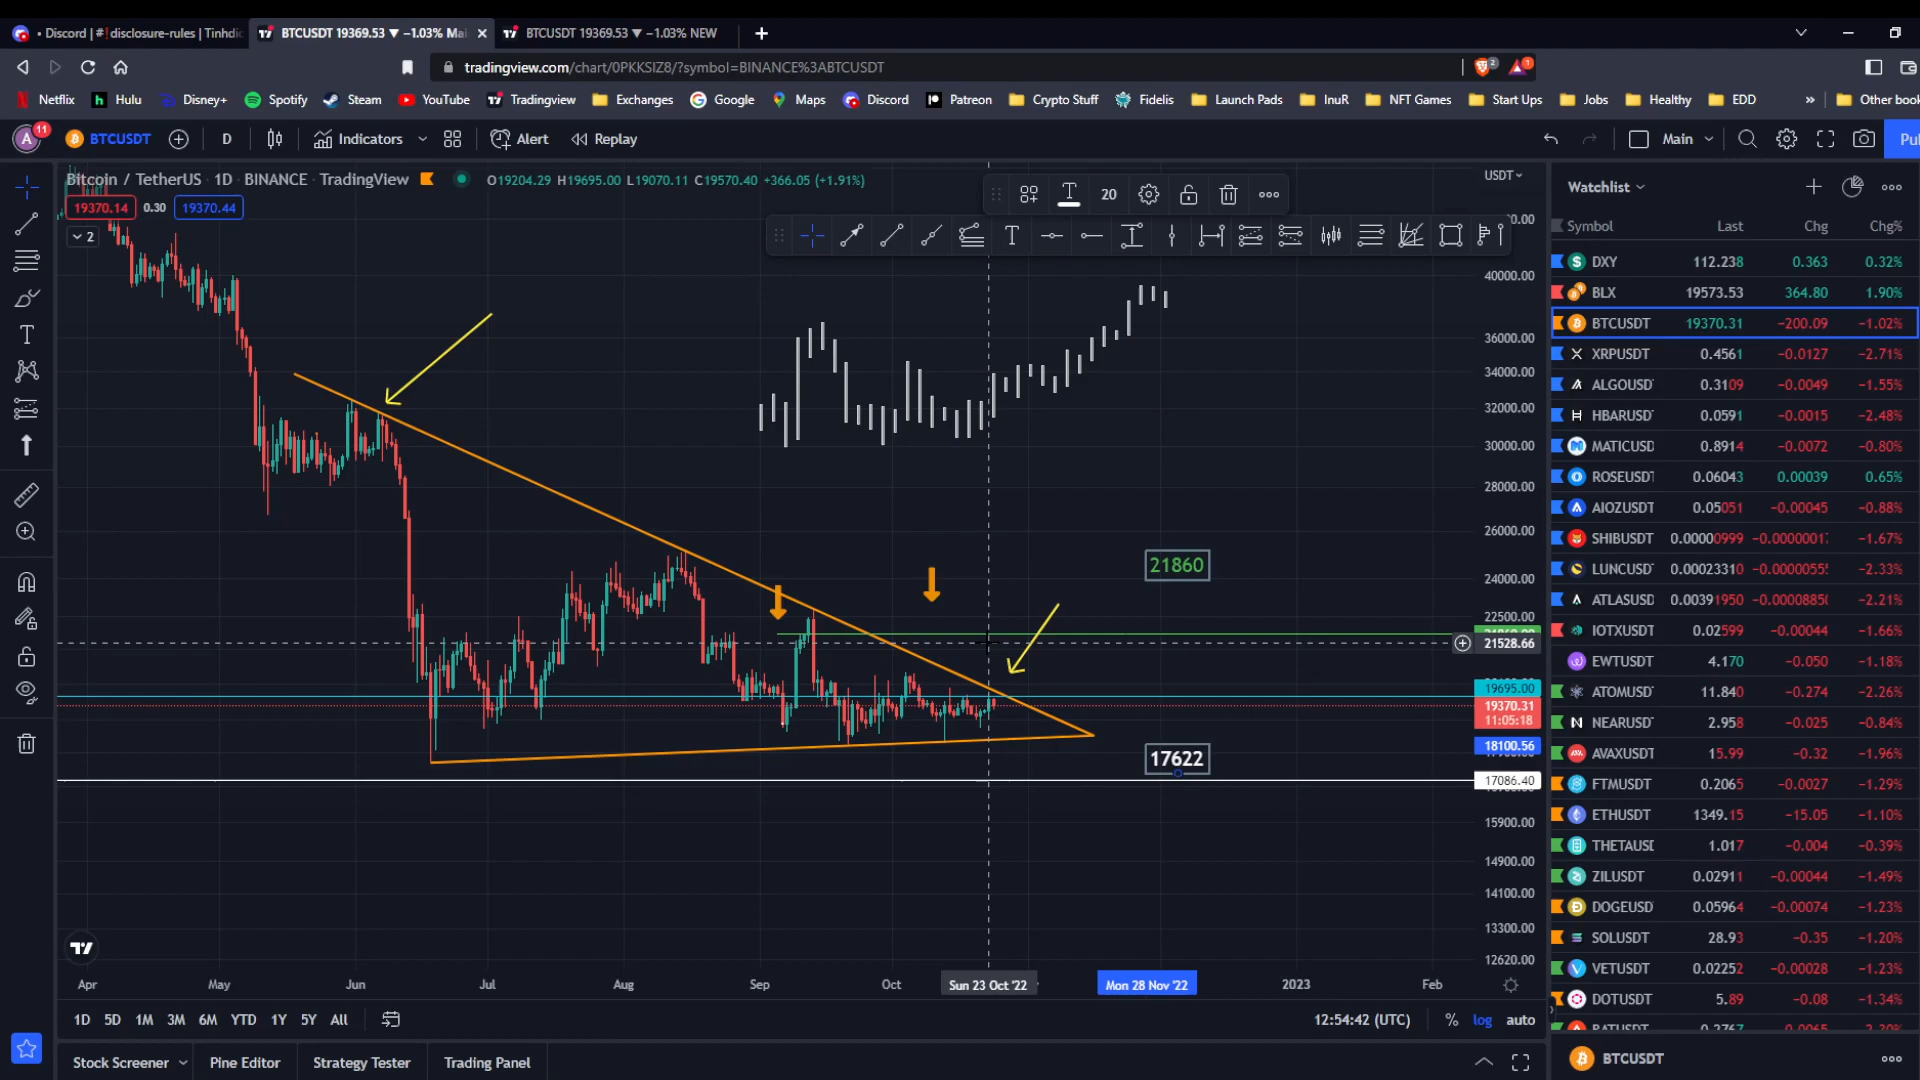 Discord | #!disclosure-rules | Tinhdic
BTCUSDT 19369.53 ▼ −1.03% Mai
BTCUSDT 19369.53 ▼ −1.03% NEW
tradingview.com/chart/0PKKSIZ8/?symbol=BINANCE%3ABTCUSDT
2
1
Netflix
Hulu
Disney+
Spotify
Steam
YouTube
Tradingview
Exchanges
Google
Maps
Discord
Patreon
Crypto Stuff
Fidelis
Launch Pads
InuR
NFT Games
Start Ups
Jobs
Healthy
EDD
»
Other book
A
11
BTCUSDT
D
Indicators
Alert
Replay
Main
Pu
Bitcoin / TetherUS · 1D · BINANCE · TradingView
O19204.29 H19695.00 L19070.11 C19570.40 +366.05 (+1.91%)
19370.14 0.30 19370.44
2
20
USDT
40000.00
36000.00
34000.00
32000.00
30000.00
28000.00
26000.00
24000.00
22500.00
21528.66
19695.00
19370.31
11:05:18
18100.56
17086.40
15900.00
14900.00
14100.00
13300.00
12620.00
21860
17622
Apr May Jun Jul Aug Sep Oct Sun 23 Oct '22 Mon 28 Nov '22 2023 Feb
1D 5D 1M 3M 6M YTD 1Y 5Y All
12:54:42 (UTC) % log auto
Stock Screener Pine Editor Strategy Tester Trading Panel
Watchlist
Symbol Last Chg Chg%
DXY 112.238 0.363 0.32%
BLX 19573.53 364.80 1.90%
BTCUSDT 19370.31 −200.09 −1.02%
XRPUSDT 0.4561 −0.0127 −2.71%
ALGOUSD 0.3109 −0.0049 −1.55%
HBARUSD 0.0591 −0.0015 −2.48%
MATICUSD 0.8914 −0.0072 −0.80%
ROSEUSDT 0.06043 0.00039 0.65%
AIOZUSDT 0.05051 −0.00045 −0.88%
SHIBUSDT 0.00000999 −0.0000001 −1.67%
LUNCUSD 0.00023310 −0.0000055 −2.33%
ATLASUSD 0.00391950 −0.0000885 −2.21%
IOTXUSDT 0.02599 −0.00044 −1.66%
EWTUSDT 4.170 −0.050 −1.18%
ATOMUSD 11.840 −0.274 −2.26%
NEARUSD 2.958 −0.025 −0.84%
AVAXUSDT 15.99 −0.32 −1.96%
FTMUSDT 0.2065 −0.0027 −1.29%
ETHUSDT 1349.15 −15.05 −1.10%
THETAUSD 1.017 −0.004 −0.39%
ZILUSDT 0.02911 −0.00044 −1.49%
DOGEUSD 0.05964 −0.00074 −1.23%
SOLUSDT 28.93 −0.35 −1.20%
VETUSDT 0.02252 −0.00028 −1.23%
DOTUSDT 5.89 −0.08 −1.34%
BTCUSDT